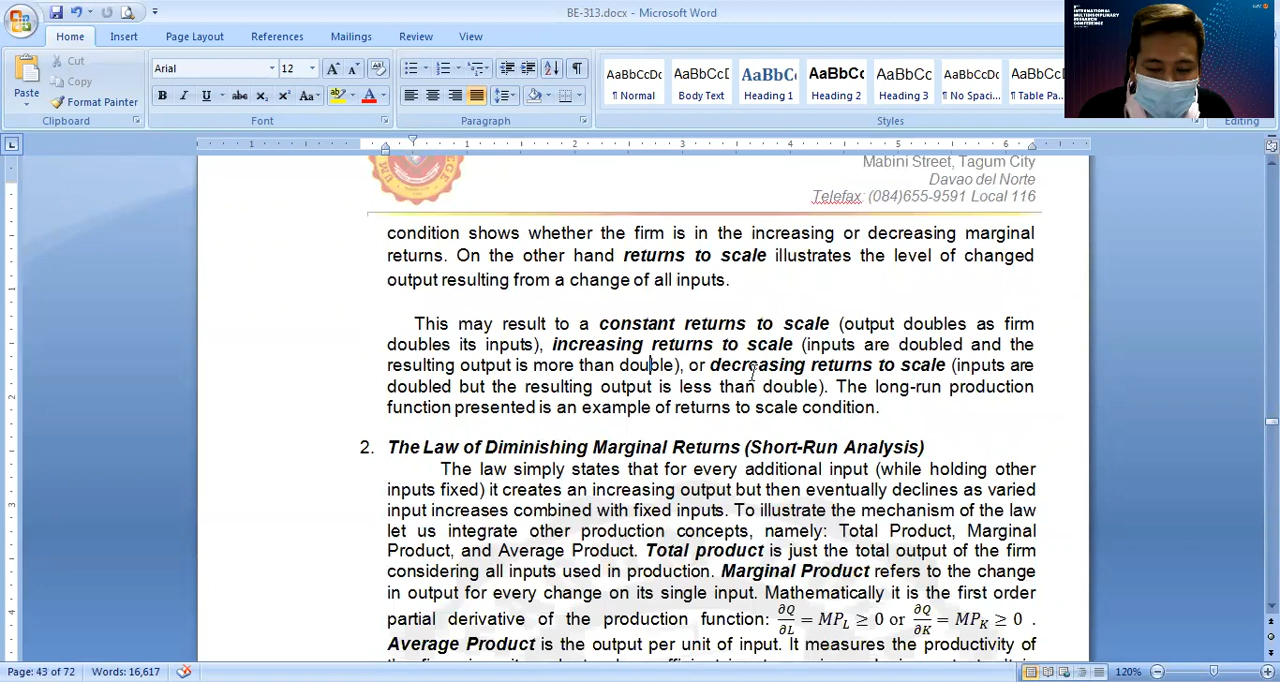 BE-313.docx - Microsoft Word
Home Insert Page Layout References Mailings Review View
Cut
Copy
Format Painter
Paste
Clipboard
Arial 12
Font
Paragraph
AaBbCcDc AaBbCcD AaBbC AaBbCc AaBbCcI AaBbCcDc AaBbCcD
¶ Normal Body Text Heading 1 Heading 2 Heading 3 ¶ No Spaci... ¶ Table Pa...
Styles
Editing
INTERNATIONAL
MULTIDISCIPLINARY
RESEARCH
CONFERENCE
Mabini Street, Tagum City
Davao del Norte
Telefax: (084)655-9591 Local 116
condition shows whether the firm is in the increasing or decreasing marginal
returns. On the other hand returns to scale illustrates the level of changed
output resulting from a change of all inputs.
This may result to a constant returns to scale (output doubles as firm
doubles its inputs), increasing returns to scale (inputs are doubled and the
resulting output is more than double), or decreasing returns to scale (inputs are
doubled but the resulting output is less than double). The long-run production
function presented is an example of returns to scale condition.
2. The Law of Diminishing Marginal Returns (Short-Run Analysis)
The law simply states that for every additional input (while holding other
inputs fixed) it creates an increasing output but then eventually declines as varied
input increases combined with fixed inputs. To illustrate the mechanism of the law
let us integrate other production concepts, namely: Total Product, Marginal
Product, and Average Product. Total product is just the total output of the firm
considering all inputs used in production. Marginal Product refers to the change
in output for every change on its single input. Mathematically it is the first order
partial derivative of the production function: ∂Q/∂L = MP_L ≥ 0 or ∂Q/∂K = MP_K ≥ 0 .
Average Product is the output per unit of input. It measures the productivity of
Page: 43 of 72 Words: 16,617 120%